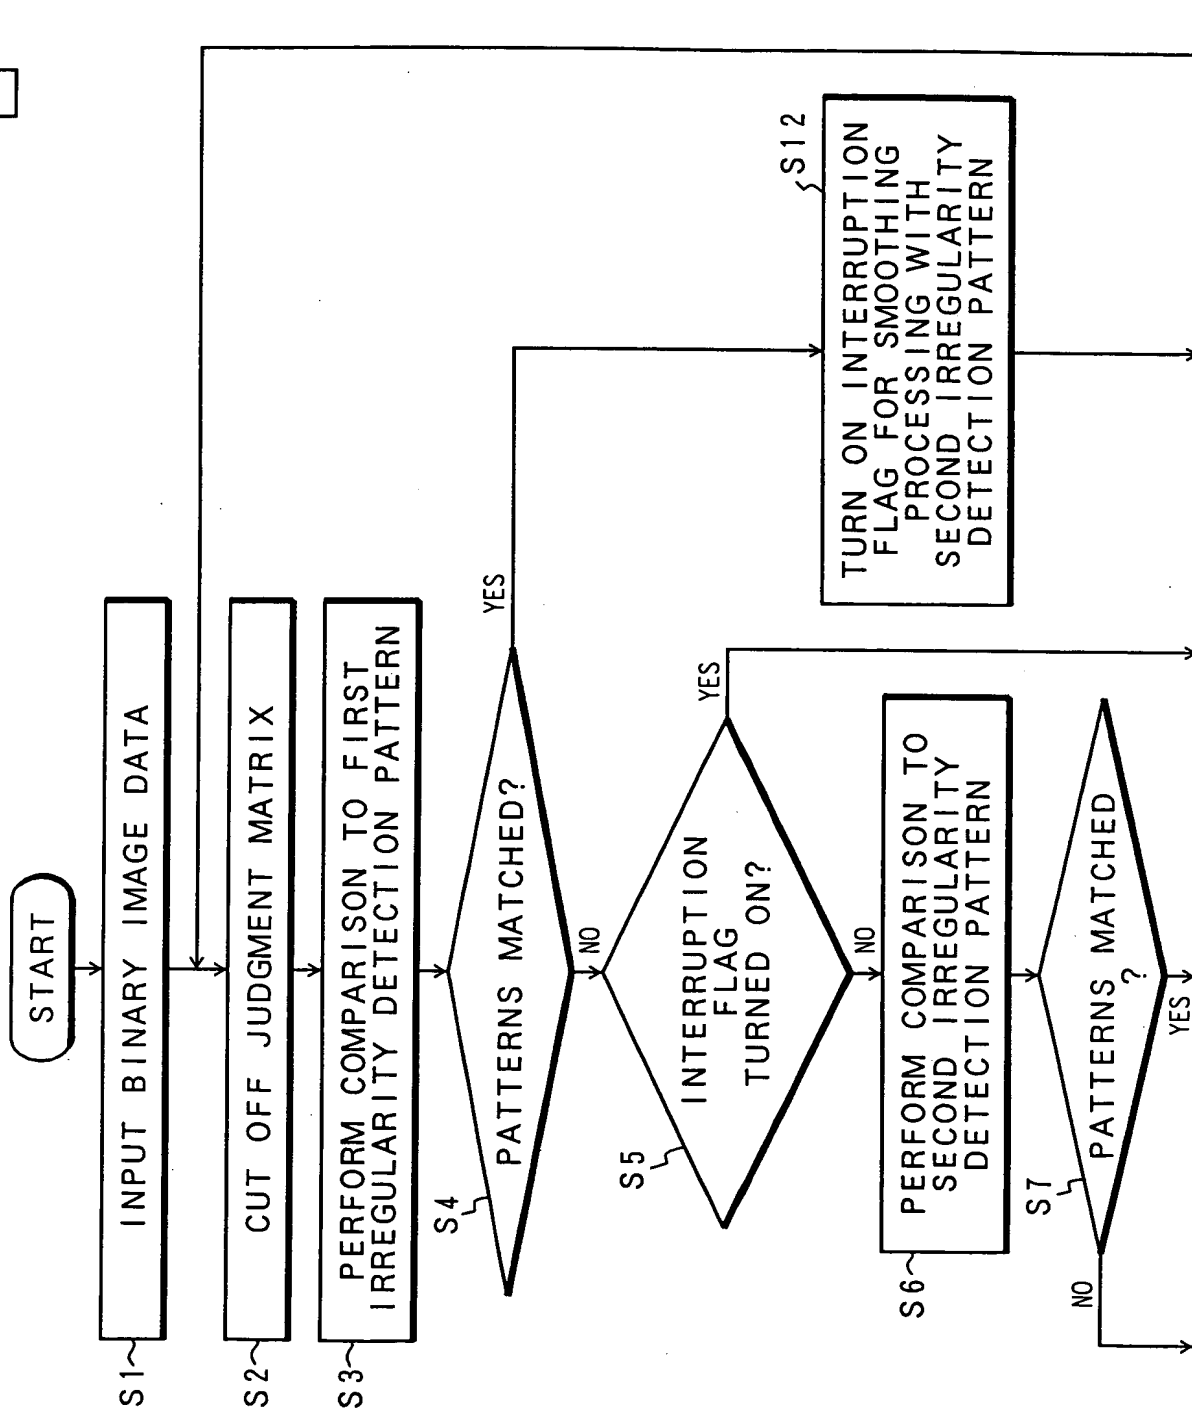 START
S1
INPUT BINARY IMAGE DATA
S2
CUT OFF JUDGMENT MATRIX
S3
PERFORM COMPARISON TO FIRST
IRREGULARITY DETECTION PATTERN
S4
PATTERNS MATCHED?
YES
NO
S5
INTERRUPTION
FLAG
TURNED ON?
YES
NO
S12
TURN ON INTERRUPTION
FLAG FOR SMOOTHING
PROCESSING WITH
SECOND IRREGULARITY
DETECTION PATTERN
S6
PERFORM COMPARISON TO
SECOND IRREGULARITY
DETECTION PATTERN
S7
PATTERNS MATCHED
?
NO
YES